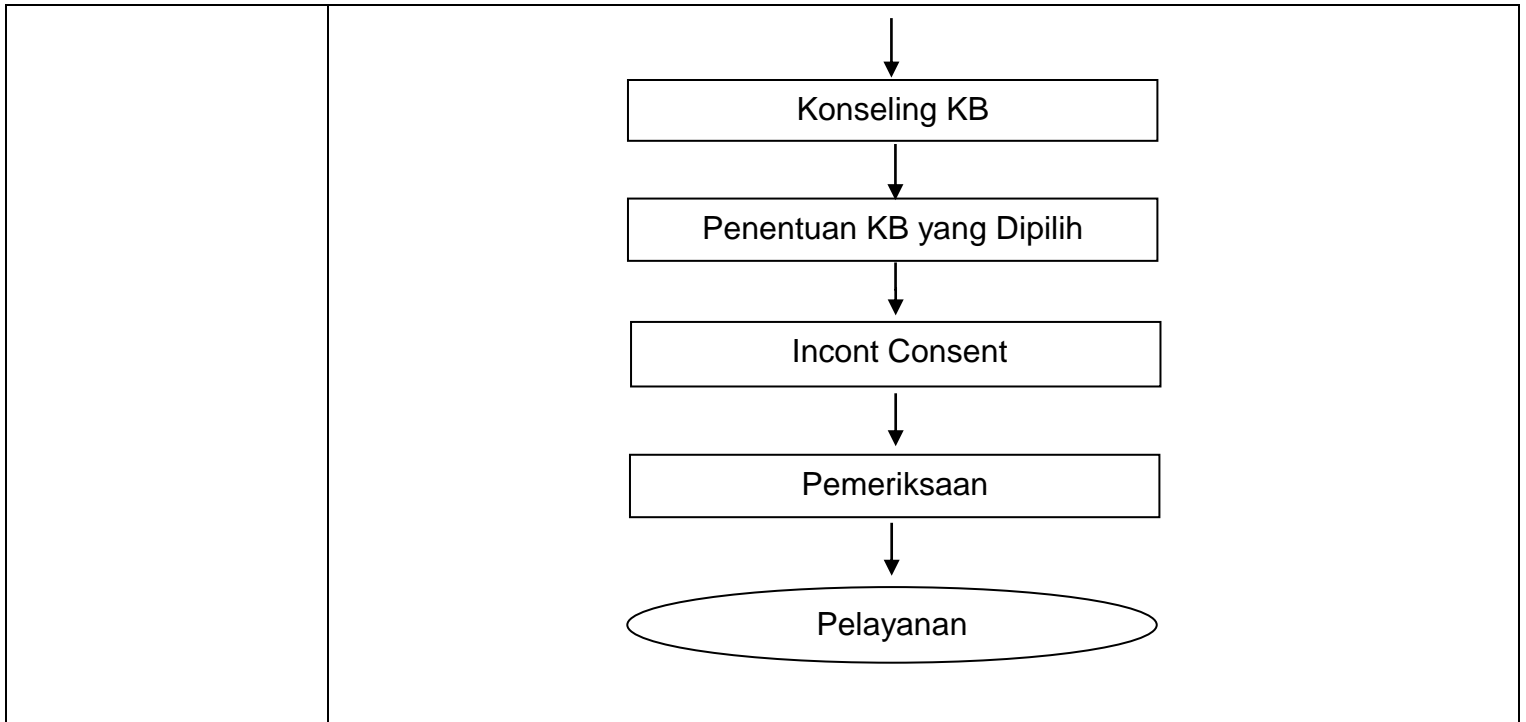 Konseling KB
Penentuan KB yang Dipilih
Incont Consent
Pemeriksaan
Pelayanan